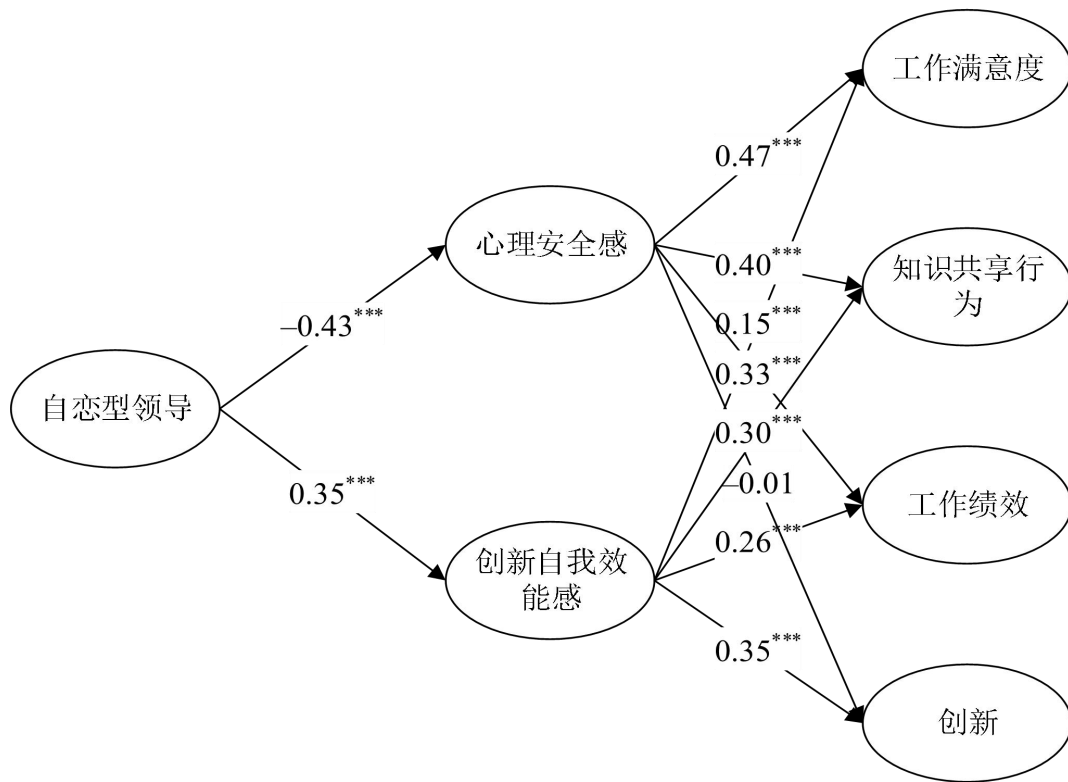 工作满意度
0.47***
心理安全感
0.40***
知识共享行
为
0.15***
–0.43***
0.33***
自恋型领导
0.30***
–0.01
0.35***
工作绩效
0.26***
创新自我效
能感
0.35***
创新